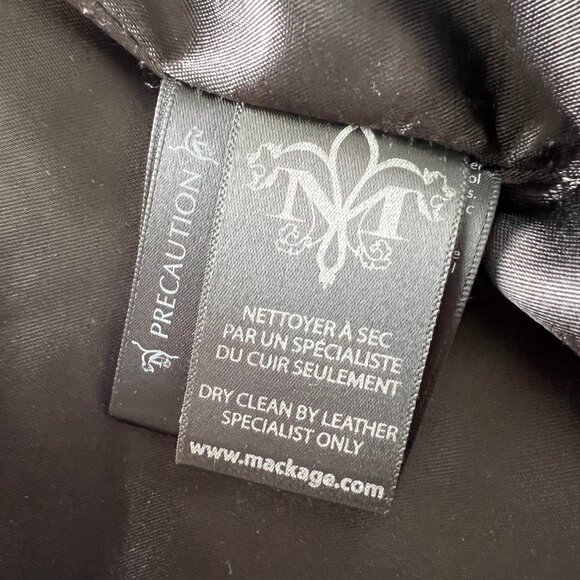 PRECAUTION
M
NETTOYER À SEC
PAR UN SPÉCIALISTE
DU CUIR SEULEMENT
DRY CLEAN BY LEATHER
SPECIALIST ONLY
www.mackage.com